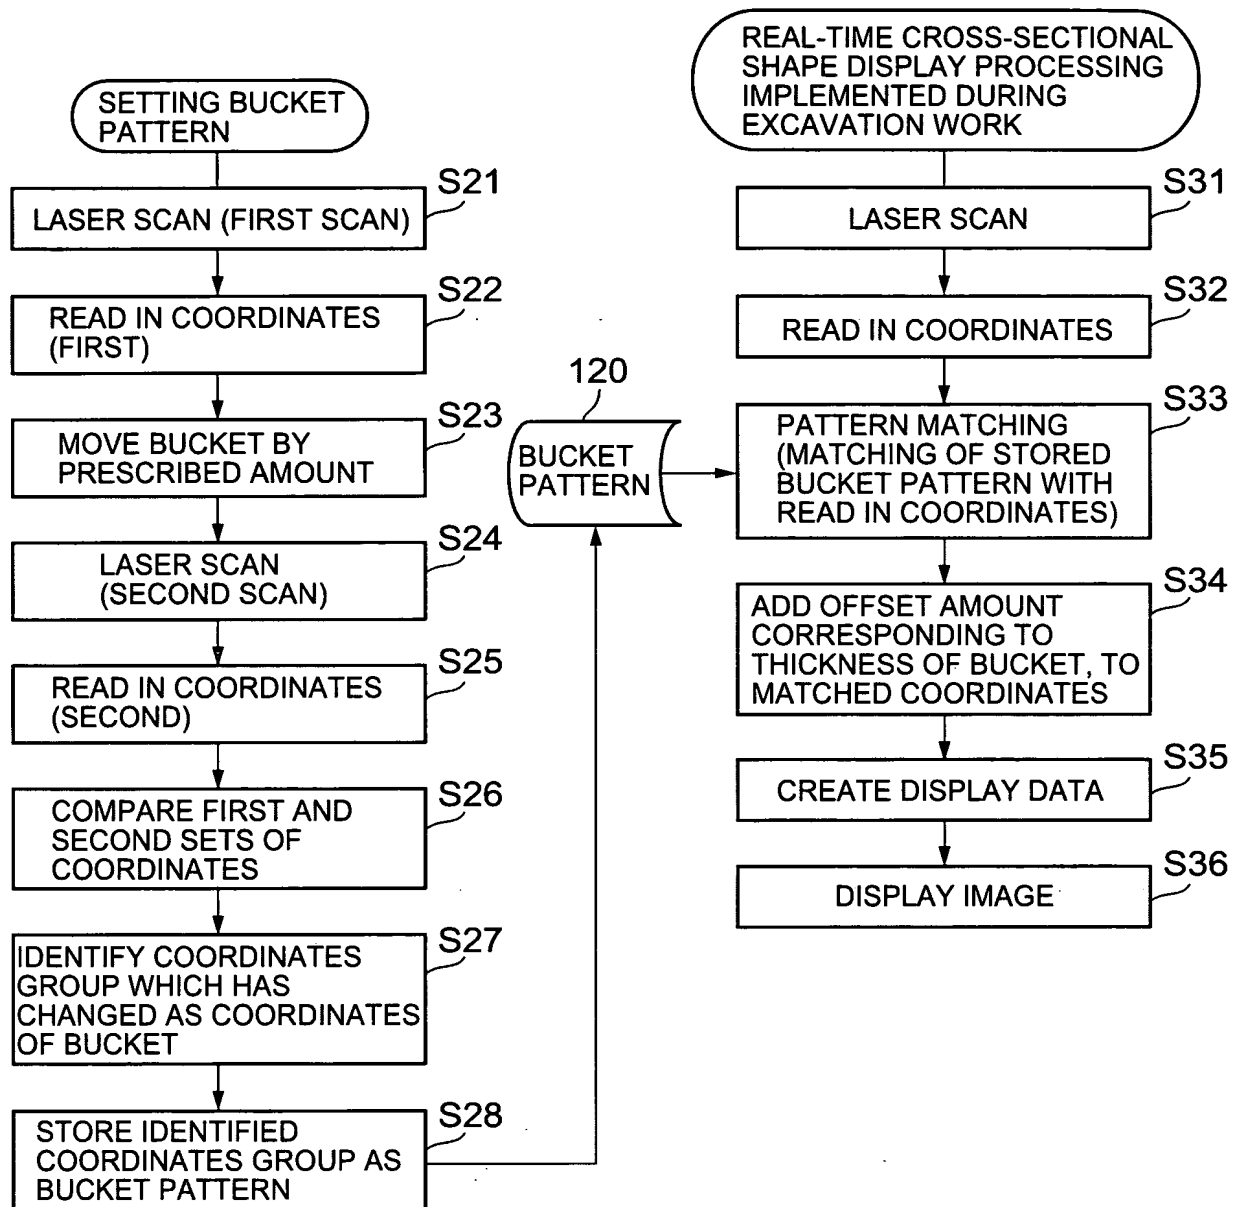 SETTING BUCKET
PATTERN
S21
LASER SCAN (FIRST SCAN)
S22
READ IN COORDINATES
(FIRST)
S23
MOVE BUCKET BY
PRESCRIBED AMOUNT
S24
LASER SCAN
(SECOND SCAN)
S25
READ IN COORDINATES
(SECOND)
S26
COMPARE FIRST AND
SECOND SETS OF
COORDINATES
S27
IDENTIFY COORDINATES
GROUP WHICH HAS
CHANGED AS COORDINATES
OF BUCKET
S28
STORE IDENTIFIED
COORDINATES GROUP AS
BUCKET PATTERN
120
BUCKET
PATTERN
REAL-TIME CROSS-SECTIONAL
SHAPE DISPLAY PROCESSING
IMPLEMENTED DURING
EXCAVATION WORK
S31
LASER SCAN
S32
READ IN COORDINATES
S33
PATTERN MATCHING
(MATCHING OF STORED
BUCKET PATTERN WITH
READ IN COORDINATES)
S34
ADD OFFSET AMOUNT
CORRESPONDING TO
THICKNESS OF BUCKET, TO
MATCHED COORDINATES
S35
CREATE DISPLAY DATA
S36
DISPLAY IMAGE